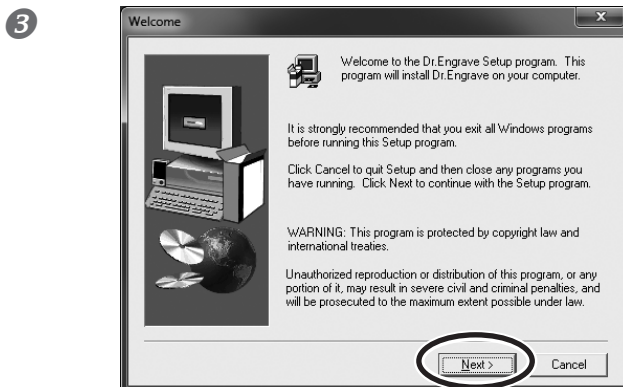 3
Welcome
Welcome to the Dr.Engrave Setup program. This
program will install Dr.Engrave on your computer.
It is strongly recommended that you exit all Windows programs
before running this Setup program.
Click Cancel to quit Setup and then close any programs you
have running. Click Next to continue with the Setup program.
WARNING: This program is protected by copyright law and
international treaties.
Unauthorized reproduction or distribution of this program, or any
portion of it, may result in severe civil and criminal penalties, and
will be prosecuted to the maximum extent possible under law.
Next > Cancel